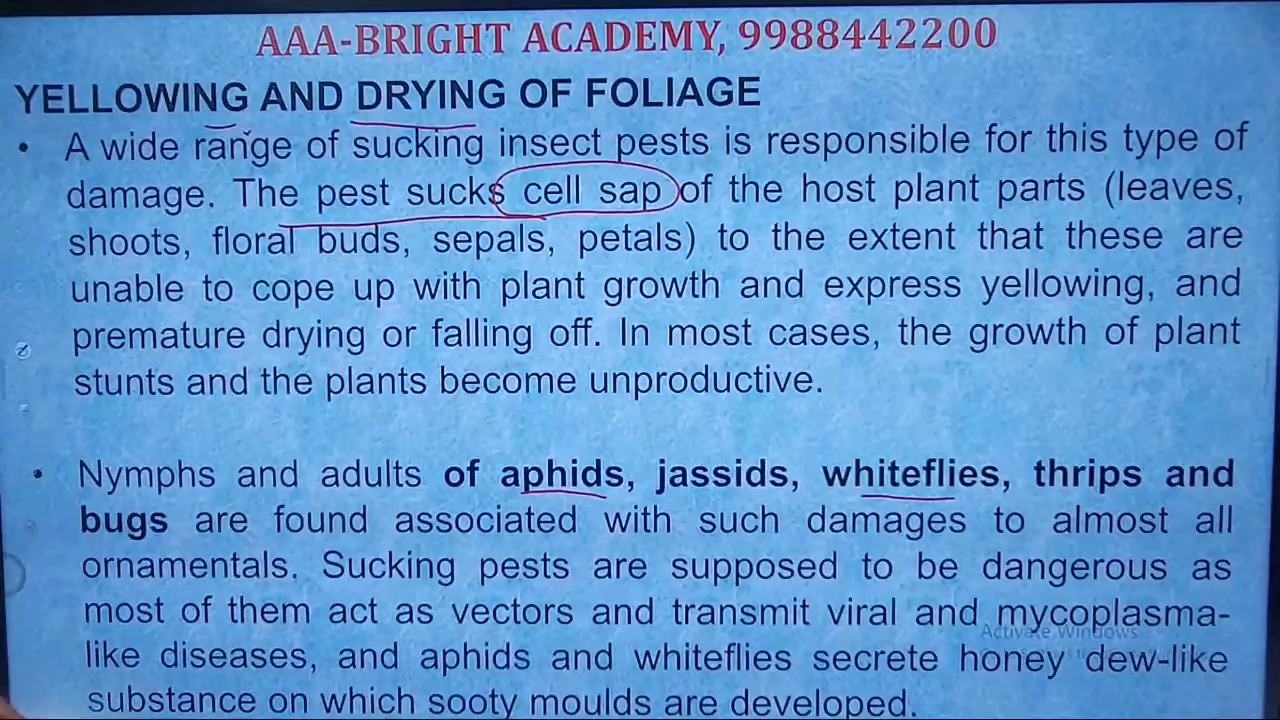 AAA-BRIGHT ACADEMY, 9988442200
YELLOWING AND DRYING OF FOLIAGE
• A wide range of sucking insect pests is responsible for this type of
damage. The pest sucks cell sap of the host plant parts (leaves,
shoots, floral buds, sepals, petals) to the extent that these are
unable to cope up with plant growth and express yellowing, and
premature drying or falling off. In most cases, the growth of plant
stunts and the plants become unproductive.
• Nymphs and adults of aphids, jassids, whiteflies, thrips and
bugs are found associated with such damages to almost all
ornamentals. Sucking pests are supposed to be dangerous as
most of them act as vectors and transmit viral and mycoplasma-
Activate Windows
like diseases, and aphids and whiteflies secrete honey dew-like
substance on which sooty moulds are developed.